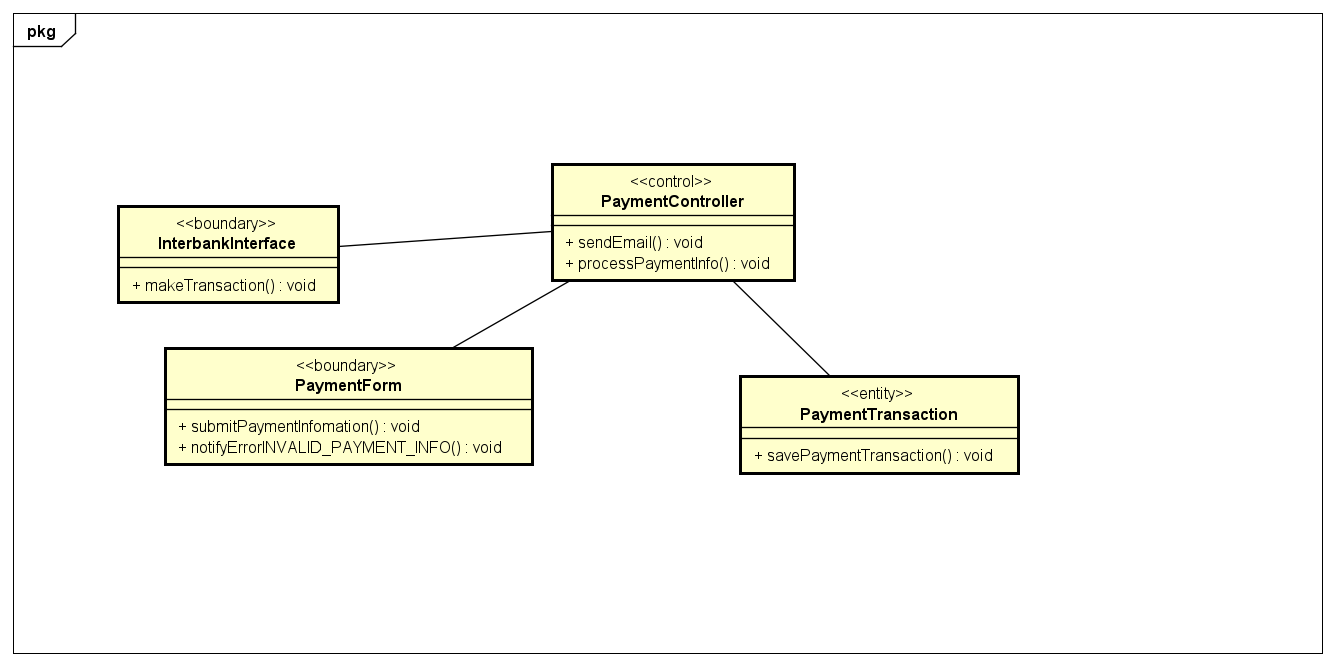 pkg
<<control>>
PaymentController
+ sendEmail() : void
+ processPaymentInfo() : void
<<boundary>>
InterbankInterface
+ makeTransaction() : void
<<boundary>>
PaymentForm
+ submitPaymentInfomation() : void
+ notifyErrorINVALID_PAYMENT_INFO() : void
<<entity>>
PaymentTransaction
+ savePaymentTransaction() : void